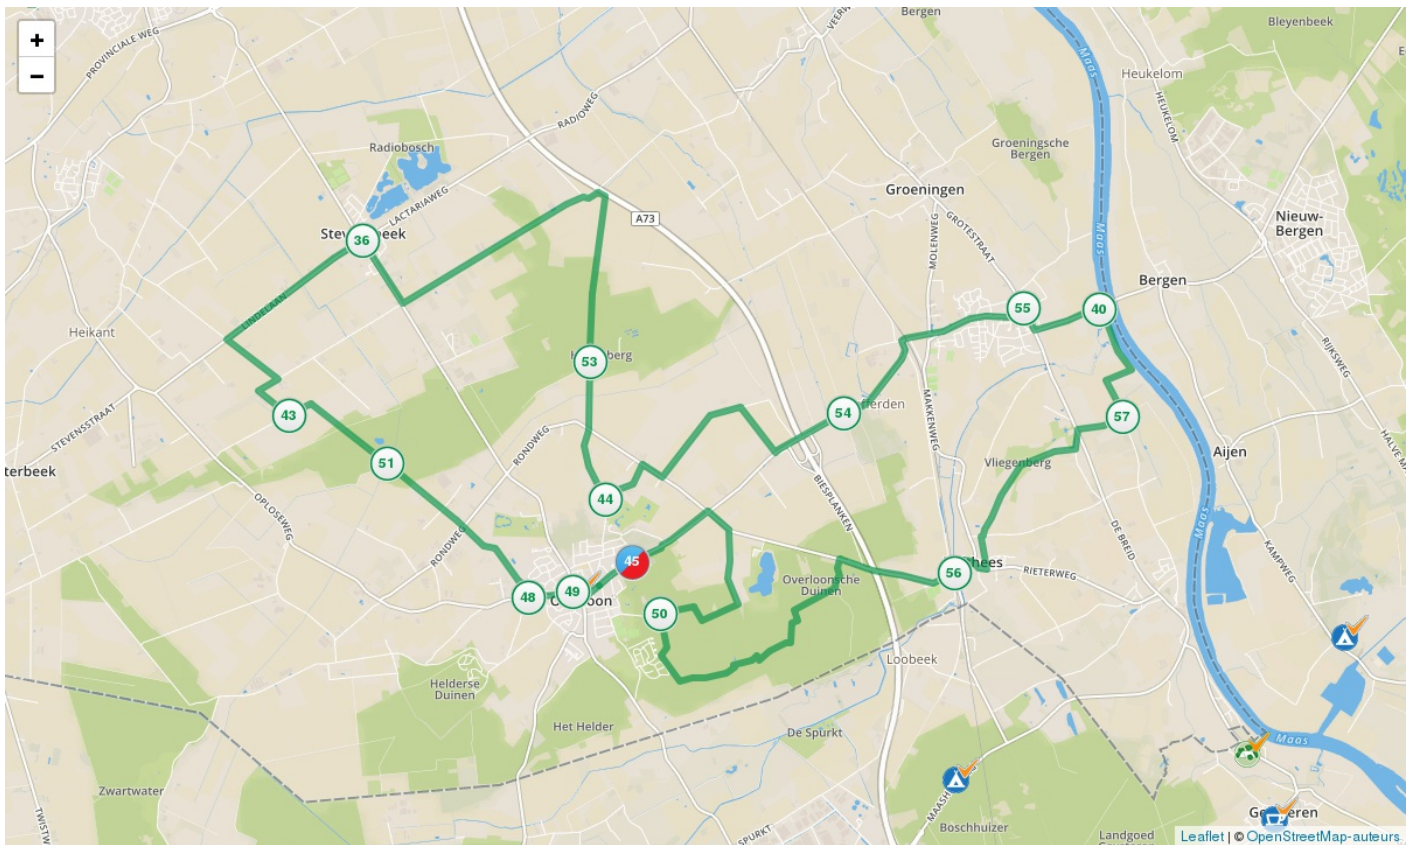 +
−
PROVINCIALE WEG
Bergen
Bleyenbeek
Maas
Heukelom
HEUKELOM
RADIOWEG
Radiobosch
Groeningsche
Bergen
LACTARIAWEG
Groeningen
A73
36
MOLENWEG
GROTESTRAAT
Maas
Nieuw-
Bergen
Bergen
LINDELAAN
Heikant
55
40
RIJKSWEG
53
STEVENSSTRAAT
43
54
MAKKENWEG
57
terbeek
51
RONDWEG
Vliegenberg
Aijen
OPLOSEWEG
44
BIESPLANKEN
Maas
RONDWEG
DE BREID
KAMPWEG
45
56
RIETERWEG
48
49
50
Overloonsche
Duinen
Loobeek
Helderse
Duinen
Het Helder
De Spurkt
Maas
Zwartwater
SPURKT
Boschhuizer
Landgoed
Leaflet | © OpenStreetMap-auteurs